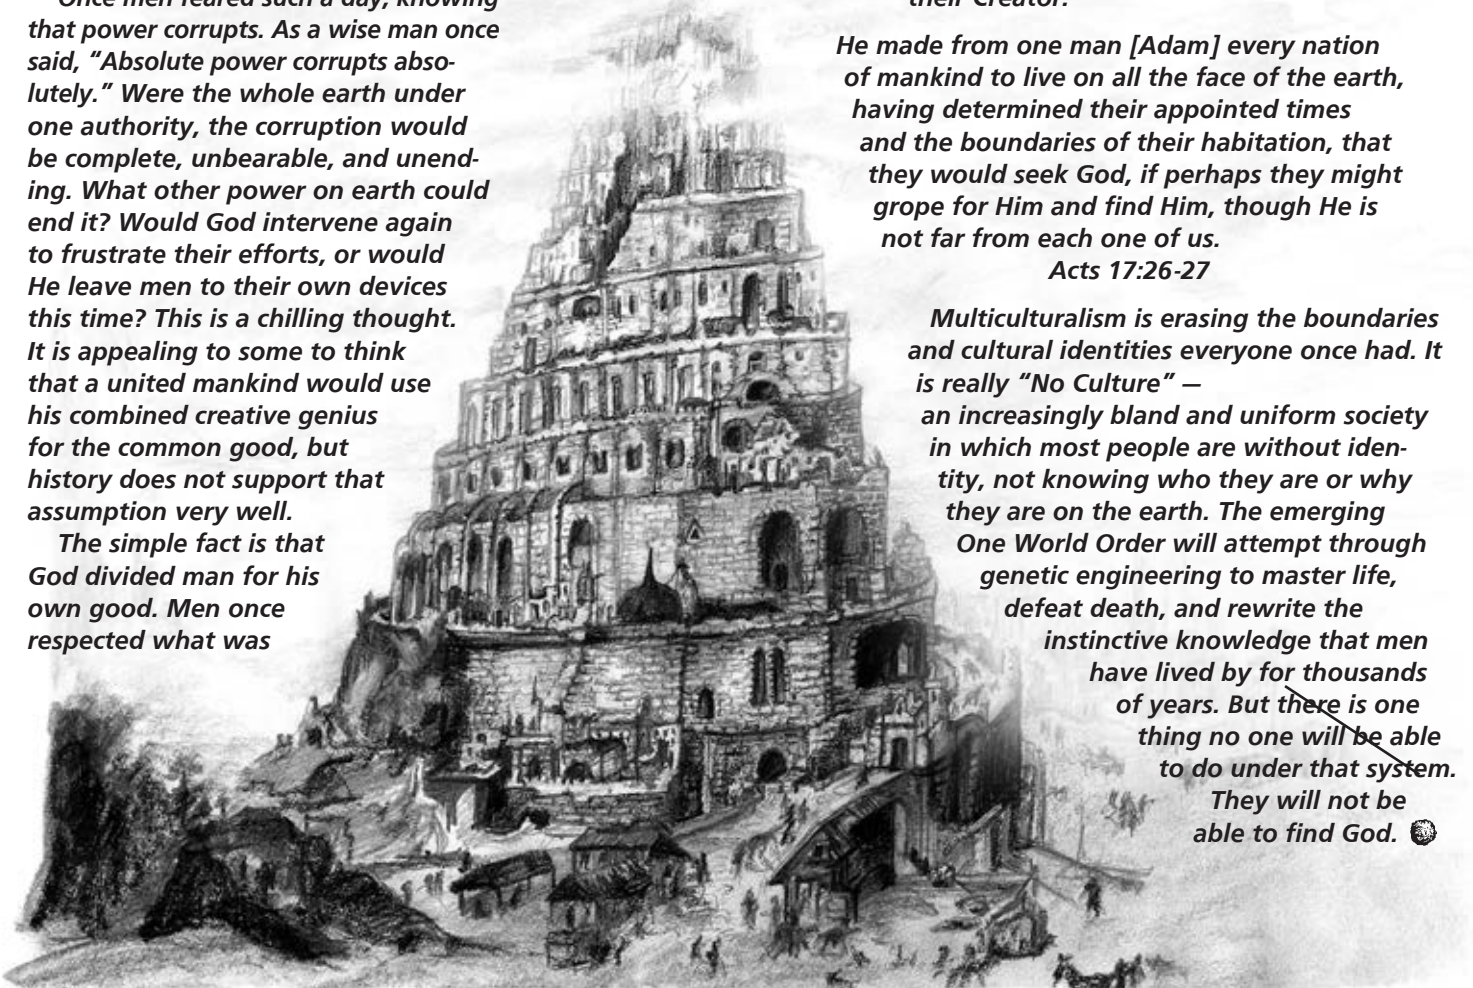 Once men feared such a day, knowing
that power corrupts. As a wise man once
said, “Absolute power corrupts abso-
lutely.” Were the whole earth under
one authority, the corruption would
be complete, unbearable, and unend-
ing. What other power on earth could
end it? Would God intervene again
to frustrate their efforts, or would
He leave men to their own devices
this time? This is a chilling thought.
It is appealing to some to think
that a united mankind would use
his combined creative genius
for the common good, but
history does not support that
assumption very well.
The simple fact is that
God divided man for his
own good. Men once
respected what was
their Creator.
He made from one man [Adam] every nation
of mankind to live on all the face of the earth,
having determined their appointed times
and the boundaries of their habitation, that
they would seek God, if perhaps they might
grope for Him and find Him, though He is
not far from each one of us.
Acts 17:26-27
Multiculturalism is erasing the boundaries
and cultural identities everyone once had. It
is really “No Culture” —
an increasingly bland and uniform society
in which most people are without iden-
tity, not knowing who they are or why
they are on the earth. The emerging
One World Order will attempt through
genetic engineering to master life,
defeat death, and rewrite the
instinctive knowledge that men
have lived by for thousands
of years. But there is one
thing no one will be able
to do under that system.
They will not be
able to find God.